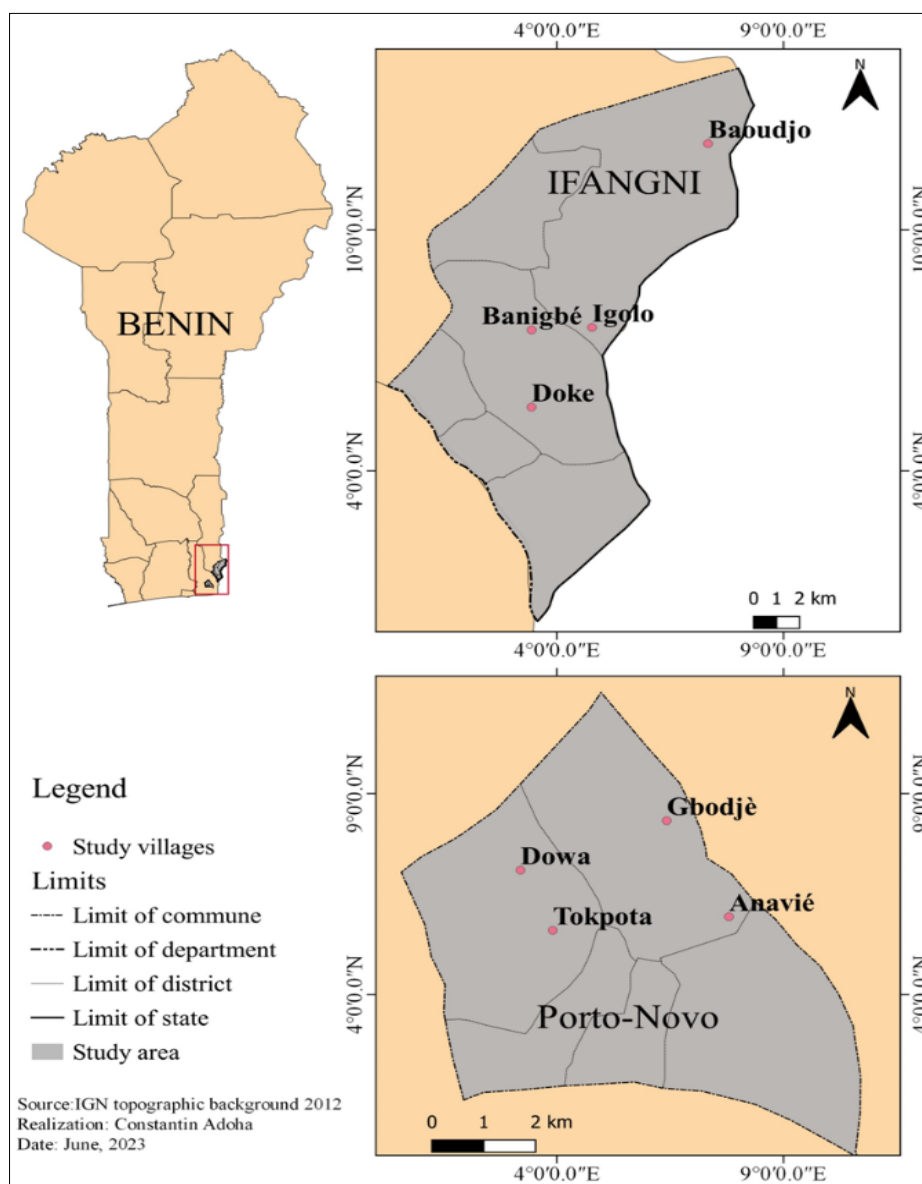 BENIN
4°0'0.0"E
9°0'0.0"E
N
Baoudjo
IFANGNI
10°0'0.0"N
10°0'0.0"N
Banigbé
Igolo
Doke
4°0'0.0"N
4°0'0.0"N
0 1 2 km
4°0'0.0"E
9°0'0.0"E
N
9°0'0.0"N
9°0'0.0"N
Gbodjè
Dowa
Anavié
Tokpota
4°0'0.0"N
4°0'0.0"N
Porto-Novo
0 1 2 km
4°0'0.0"E
9°0'0.0"E
Legend
Study villages
Limits
Limit of commune
Limit of department
Limit of district
Limit of state
Study area
Source:IGN topographic background 2012
Realization: Constantin Adoha
Date: June, 2023